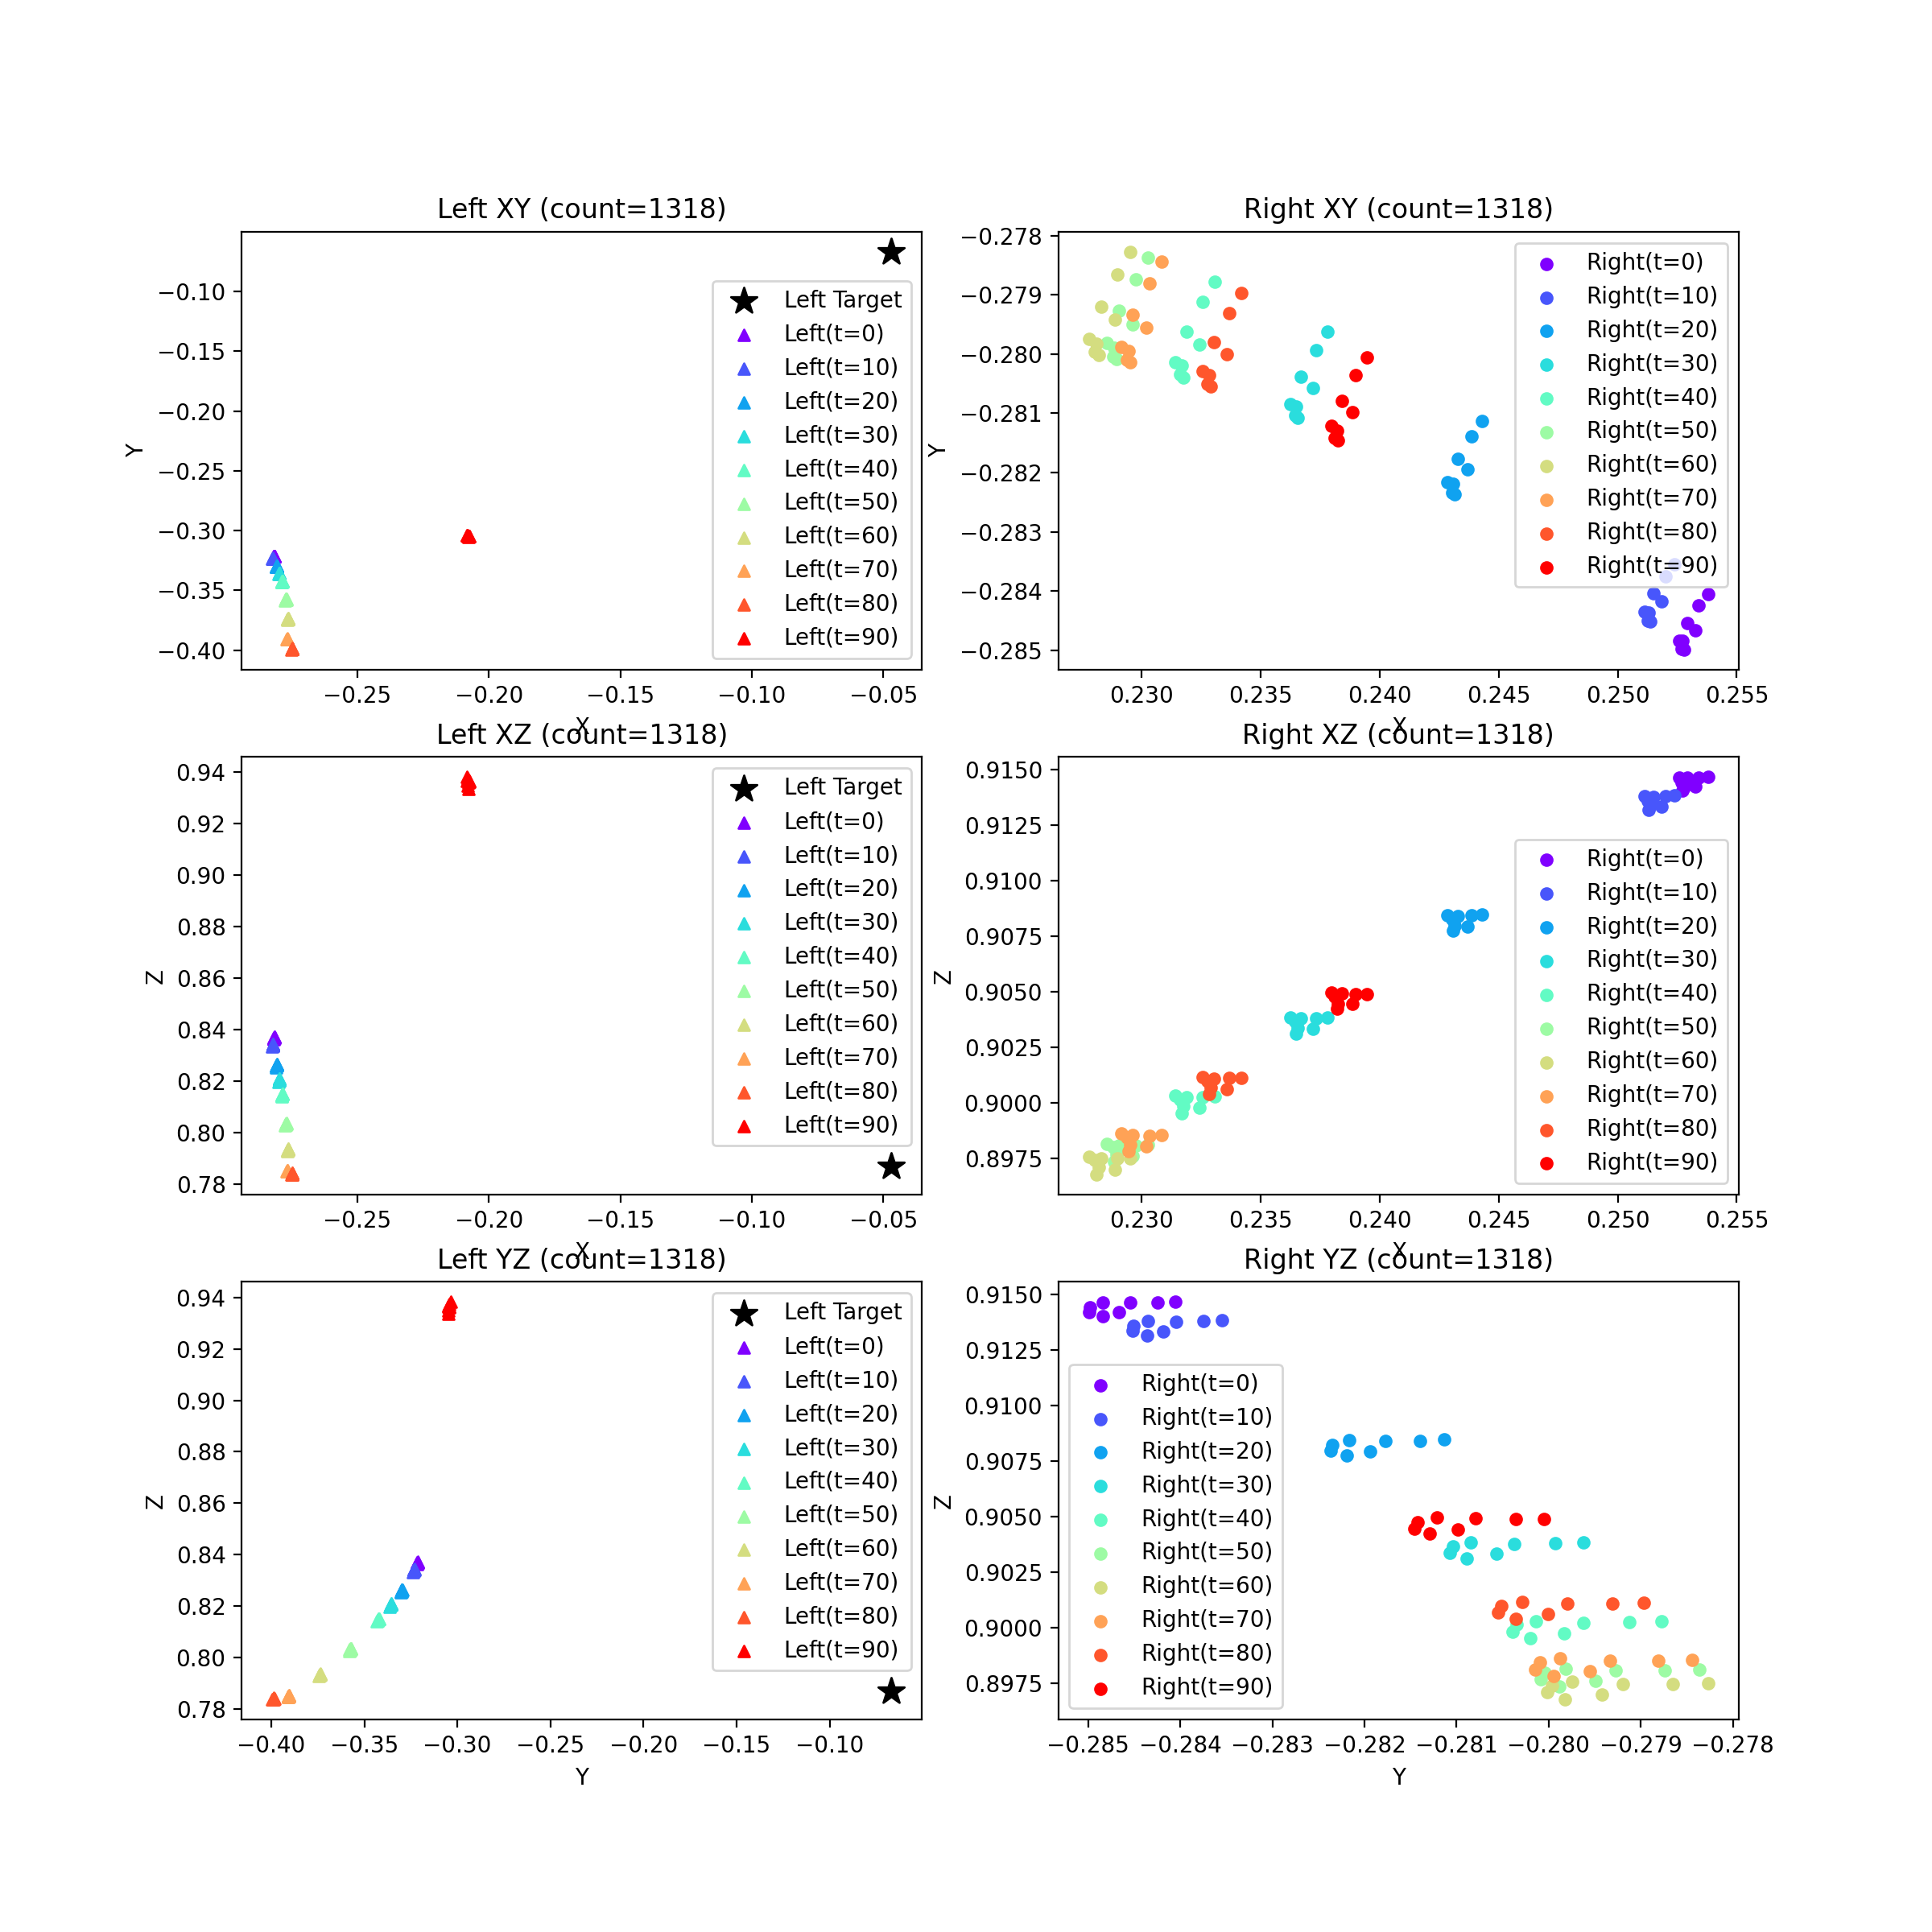 Left XY (count=1318)
Y
−0.10
−0.15
−0.20
−0.25
−0.30
−0.35
−0.40
Left Target
Left(t=0)
Left(t=10)
Left(t=20)
Left(t=30)
Left(t=40)
Left(t=50)
Left(t=60)
Left(t=70)
Left(t=80)
Left(t=90)
−0.25 −0.20 −0.15 −0.10 −0.05
X
Right XY (count=1318)
Y
−0.278
−0.279
−0.280
−0.281
−0.282
−0.283
−0.284
−0.285
Right(t=0)
Right(t=10)
Right(t=20)
Right(t=30)
Right(t=40)
Right(t=50)
Right(t=60)
Right(t=70)
Right(t=80)
Right(t=90)
0.230 0.235 0.240 0.245 0.250 0.255
X
Left XZ (count=1318)
Z
0.94
0.92
0.90
0.88
0.86
0.84
0.82
0.80
0.78
Left Target
Left(t=0)
Left(t=10)
Left(t=20)
Left(t=30)
Left(t=40)
Left(t=50)
Left(t=60)
Left(t=70)
Left(t=80)
Left(t=90)
−0.25 −0.20 −0.15 −0.10 −0.05
X
Right XZ (count=1318)
Z
0.9150
0.9125
0.9100
0.9075
0.9050
0.9025
0.9000
0.8975
Right(t=0)
Right(t=10)
Right(t=20)
Right(t=30)
Right(t=40)
Right(t=50)
Right(t=60)
Right(t=70)
Right(t=80)
Right(t=90)
0.230 0.235 0.240 0.245 0.250 0.255
X
Left YZ (count=1318)
Z
0.94
0.92
0.90
0.88
0.86
0.84
0.82
0.80
0.78
Left Target
Left(t=0)
Left(t=10)
Left(t=20)
Left(t=30)
Left(t=40)
Left(t=50)
Left(t=60)
Left(t=70)
Left(t=80)
Left(t=90)
−0.40 −0.35 −0.30 −0.25 −0.20 −0.15 −0.10
Y
Right YZ (count=1318)
Z
0.9150
0.9125
0.9100
0.9075
0.9050
0.9025
0.9000
0.8975
Right(t=0)
Right(t=10)
Right(t=20)
Right(t=30)
Right(t=40)
Right(t=50)
Right(t=60)
Right(t=70)
Right(t=80)
Right(t=90)
−0.285 −0.284 −0.283 −0.282 −0.281 −0.280 −0.279 −0.278
Y